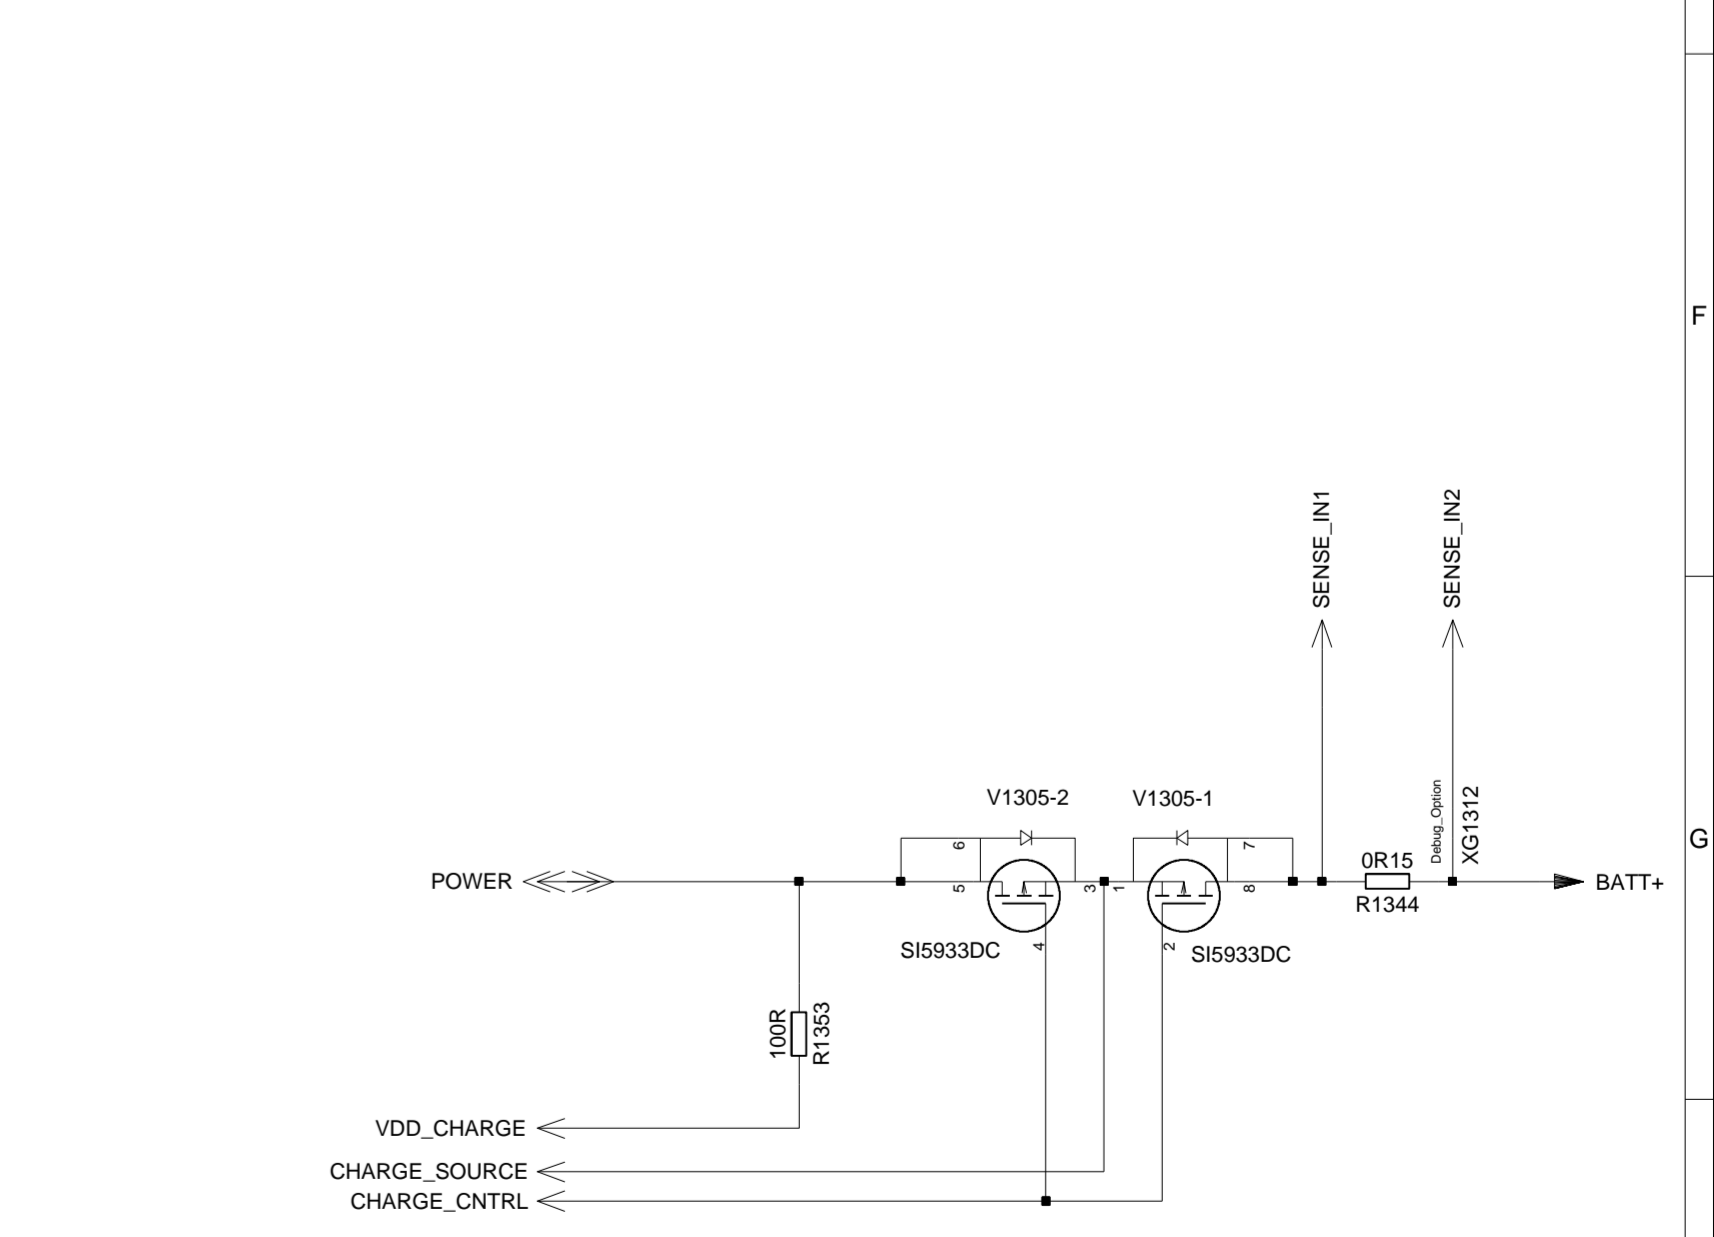 F
SENSE_IN1
SENSE_IN2
V1305-2
V1305-1
Debug_Option
XG1312
G
6
7
0R15
POWER
5
3
1
8
BATT+
R1344
SI5933DC
4
2
SI5933DC
100R
R1353
VDD_CHARGE
CHARGE_SOURCE
CHARGE_CNTRL